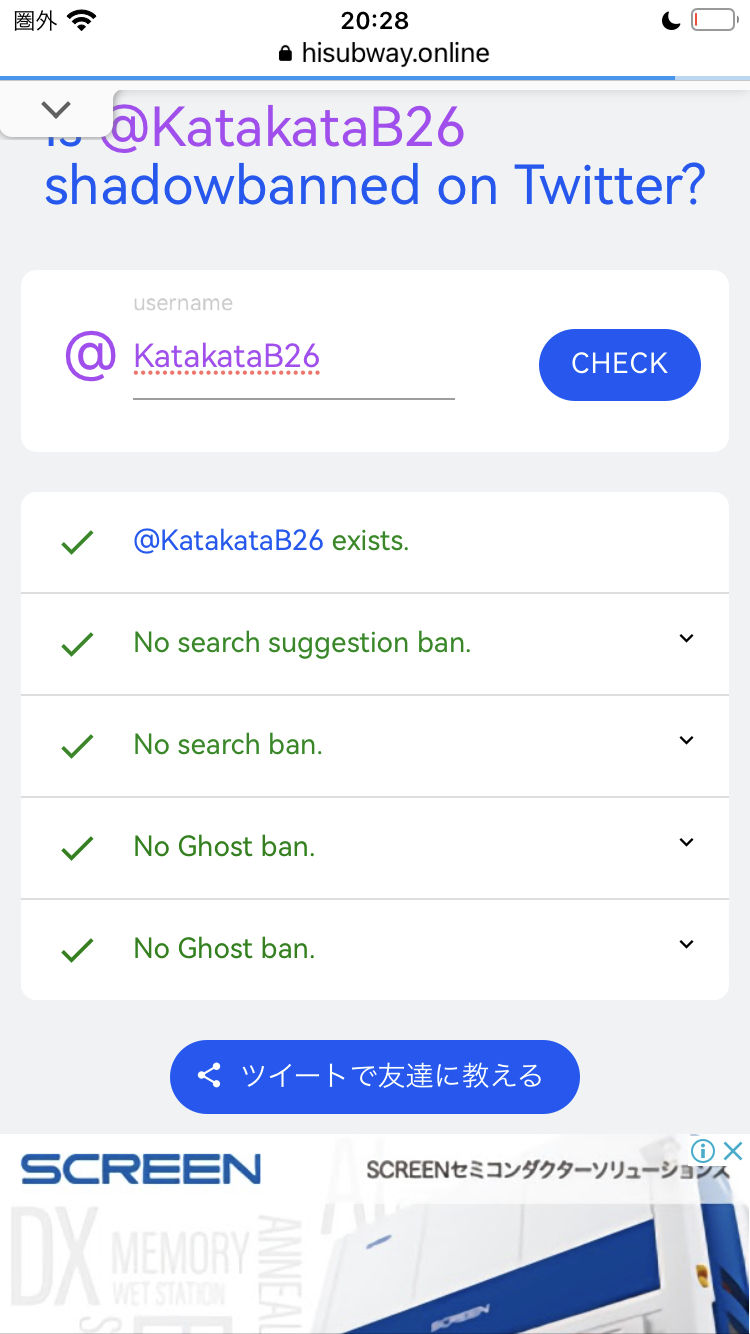 圏外
20:28
hisubway.online
is @KatakataB26
shadowbanned on Twitter?
username
@ KatakataB26
CHECK
@KatakataB26 exists.
No search suggestion ban.
No search ban.
No Ghost ban.
No Ghost ban.
ツイートで友達に教える
SCREEN
SCREENセミコンダクターソリューションズ
AI
DX
MEMORY
WET STATION
ANNEAL
SCREEN